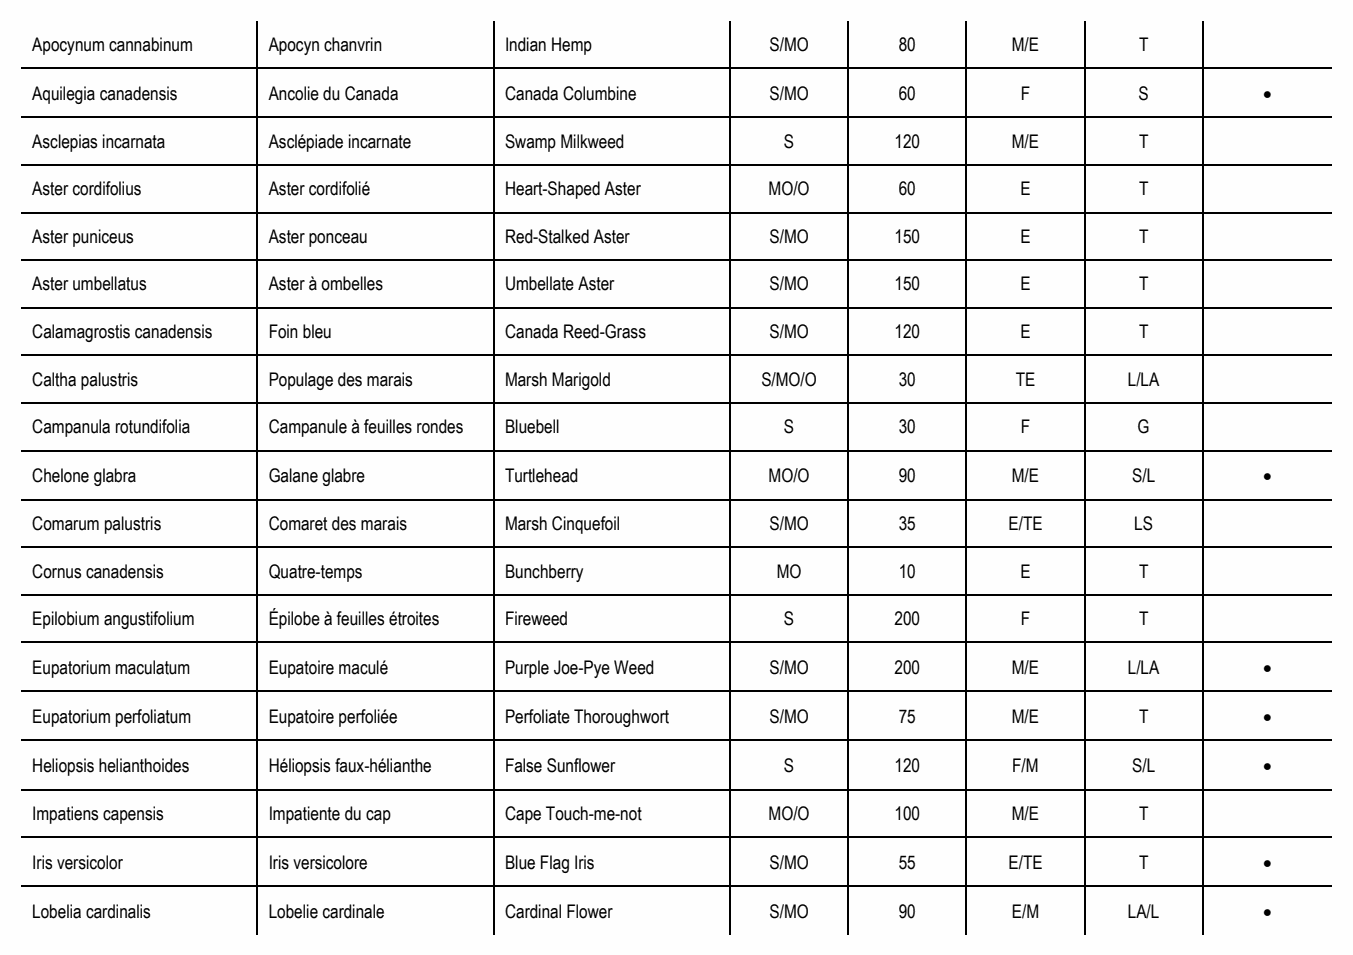 Apocynum cannabinum Apocyn chanvrin Indian Hemp S/MO 80 M/E T
Aquilegia canadensis Ancolie du Canada Canada Columbine S/MO 60 F S •
Asclepias incarnata Asclépiade incarnate Swamp Milkweed S 120 M/E T
Aster cordifolius Aster cordifolié Heart-Shaped Aster MO/O 60 E T
Aster puniceus Aster ponceau Red-Stalked Aster S/MO 150 E T
Aster umbellatus Aster à ombelles Umbellate Aster S/MO 150 E T
Calamagrostis canadensis Foin bleu Canada Reed-Grass S/MO 120 E T
Caltha palustris Populage des marais Marsh Marigold S/MO/O 30 TE L/LA
Campanula rotundifolia Campanule à feuilles rondes Bluebell S 30 F G
Chelone glabra Galane glabre Turtlehead MO/O 90 M/E S/L •
Comarum palustris Comaret des marais Marsh Cinquefoil S/MO 35 E/TE LS
Cornus canadensis Quatre-temps Bunchberry MO 10 E T
Epilobium angustifolium Épilobe à feuilles étroites Fireweed S 200 F T
Eupatorium maculatum Eupatoire maculé Purple Joe-Pye Weed S/MO 200 M/E L/LA •
Eupatorium perfoliatum Eupatoire perfoliée Perfoliate Thoroughwort S/MO 75 M/E T •
Heliopsis helianthoides Héliopsis faux-hélianthe False Sunflower S 120 F/M S/L •
Impatiens capensis Impatiente du cap Cape Touch-me-not MO/O 100 M/E T
Iris versicolor Iris versicolore Blue Flag Iris S/MO 55 E/TE T •
Lobelia cardinalis Lobelie cardinale Cardinal Flower S/MO 90 E/M LA/L •